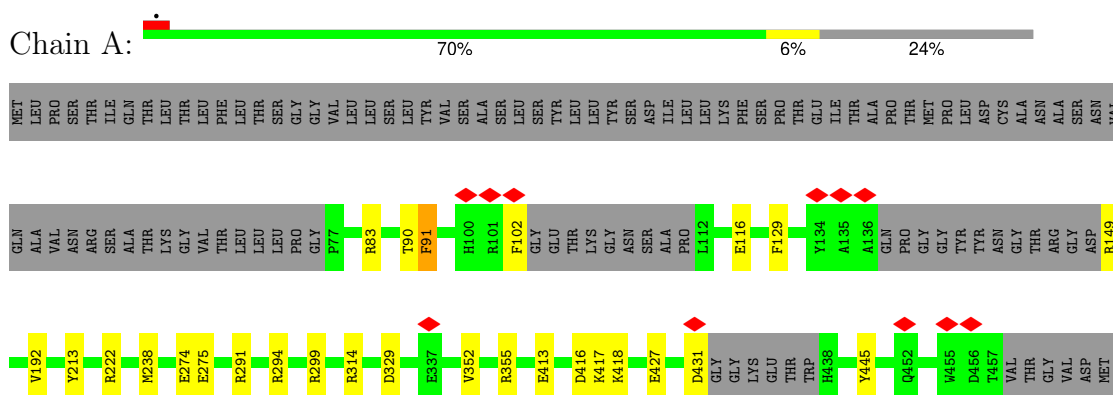 Chain A:
70% 6% 24%
MET LEU PRO SER THR ILE GLN THR LEU THR LEU PHE LEU THR SER GLY GLY VAL LEU LEU SER LEU TYR VAL SER ALA SER LEU SER TYR LEU LEU TYR SER ASP ILE LEU LEU LYS PHE SER PRO THR GLU ILE THR ALA PRO THR MET PRO LEU ASP CYS ALA ASN ALA SER ASN VAL
GLN ALA VAL ASN ARG SER ALA THR LYS GLY VAL THR LEU LEU LEU PRO GLY P77 R83 T90 F91 H100 R101 F102 GLY GLU THR LYS GLY ASN SER ALA PRO L112 E116 F129 Y134 A135 A136 GLN PRO GLY GLY TYR TYR ASN GLY THR ARG GLY ASP R149
V192 Y213 R222 M238 E274 E275 R291 R294 R299 R314 D329 E337 V352 R355 E413 D416 K417 K418 E427 D431 GLY GLY LYS GLU THR TRP H438 Y445 Q452 W455 D456 T457 VAL THR GLY VAL ASP MET